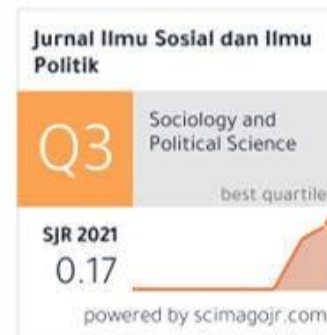 Jurnal Ilmu Sosial dan Ilmu
Politik
Q3
Sociology and
Political Science
best quartile
SJR 2021
0.17
powered by scimagojr.com